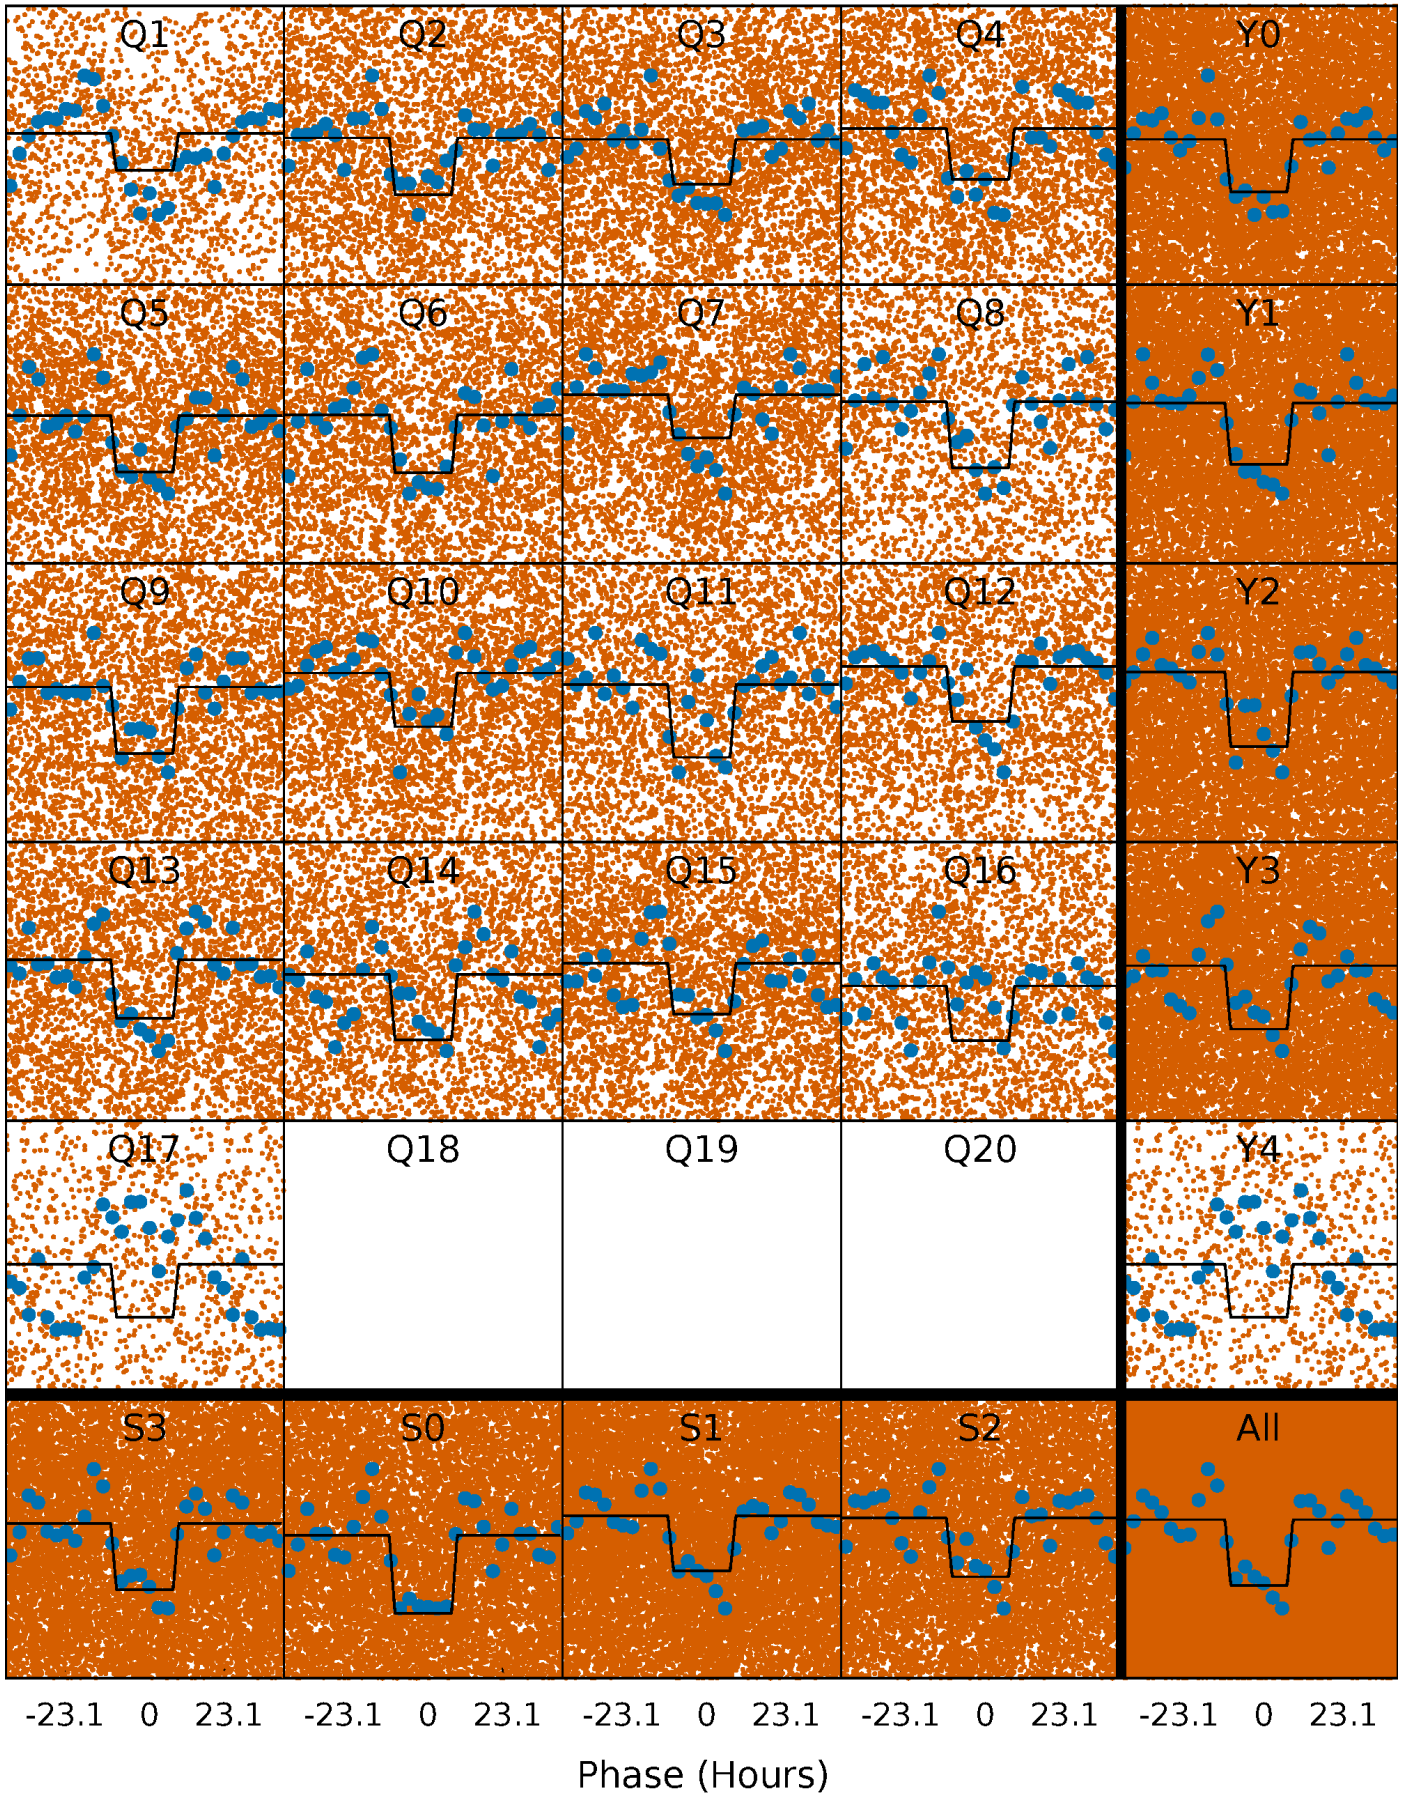 Q1 Q2 Q3 Q4 Y0
Q5 Q6 Q7 Q8 Y1
Q9 Q10 Q11 Q12 Y2
Q13 Q14 Q15 Q16 Y3
Q17 Q18 Q19 Q20 Y4
S3 S0 S1 S2 All
-23.1 0 23.1 -23.1 0 23.1 -23.1 0 23.1 -23.1 0 23.1 -23.1 0 23.1
Phase (Hours)